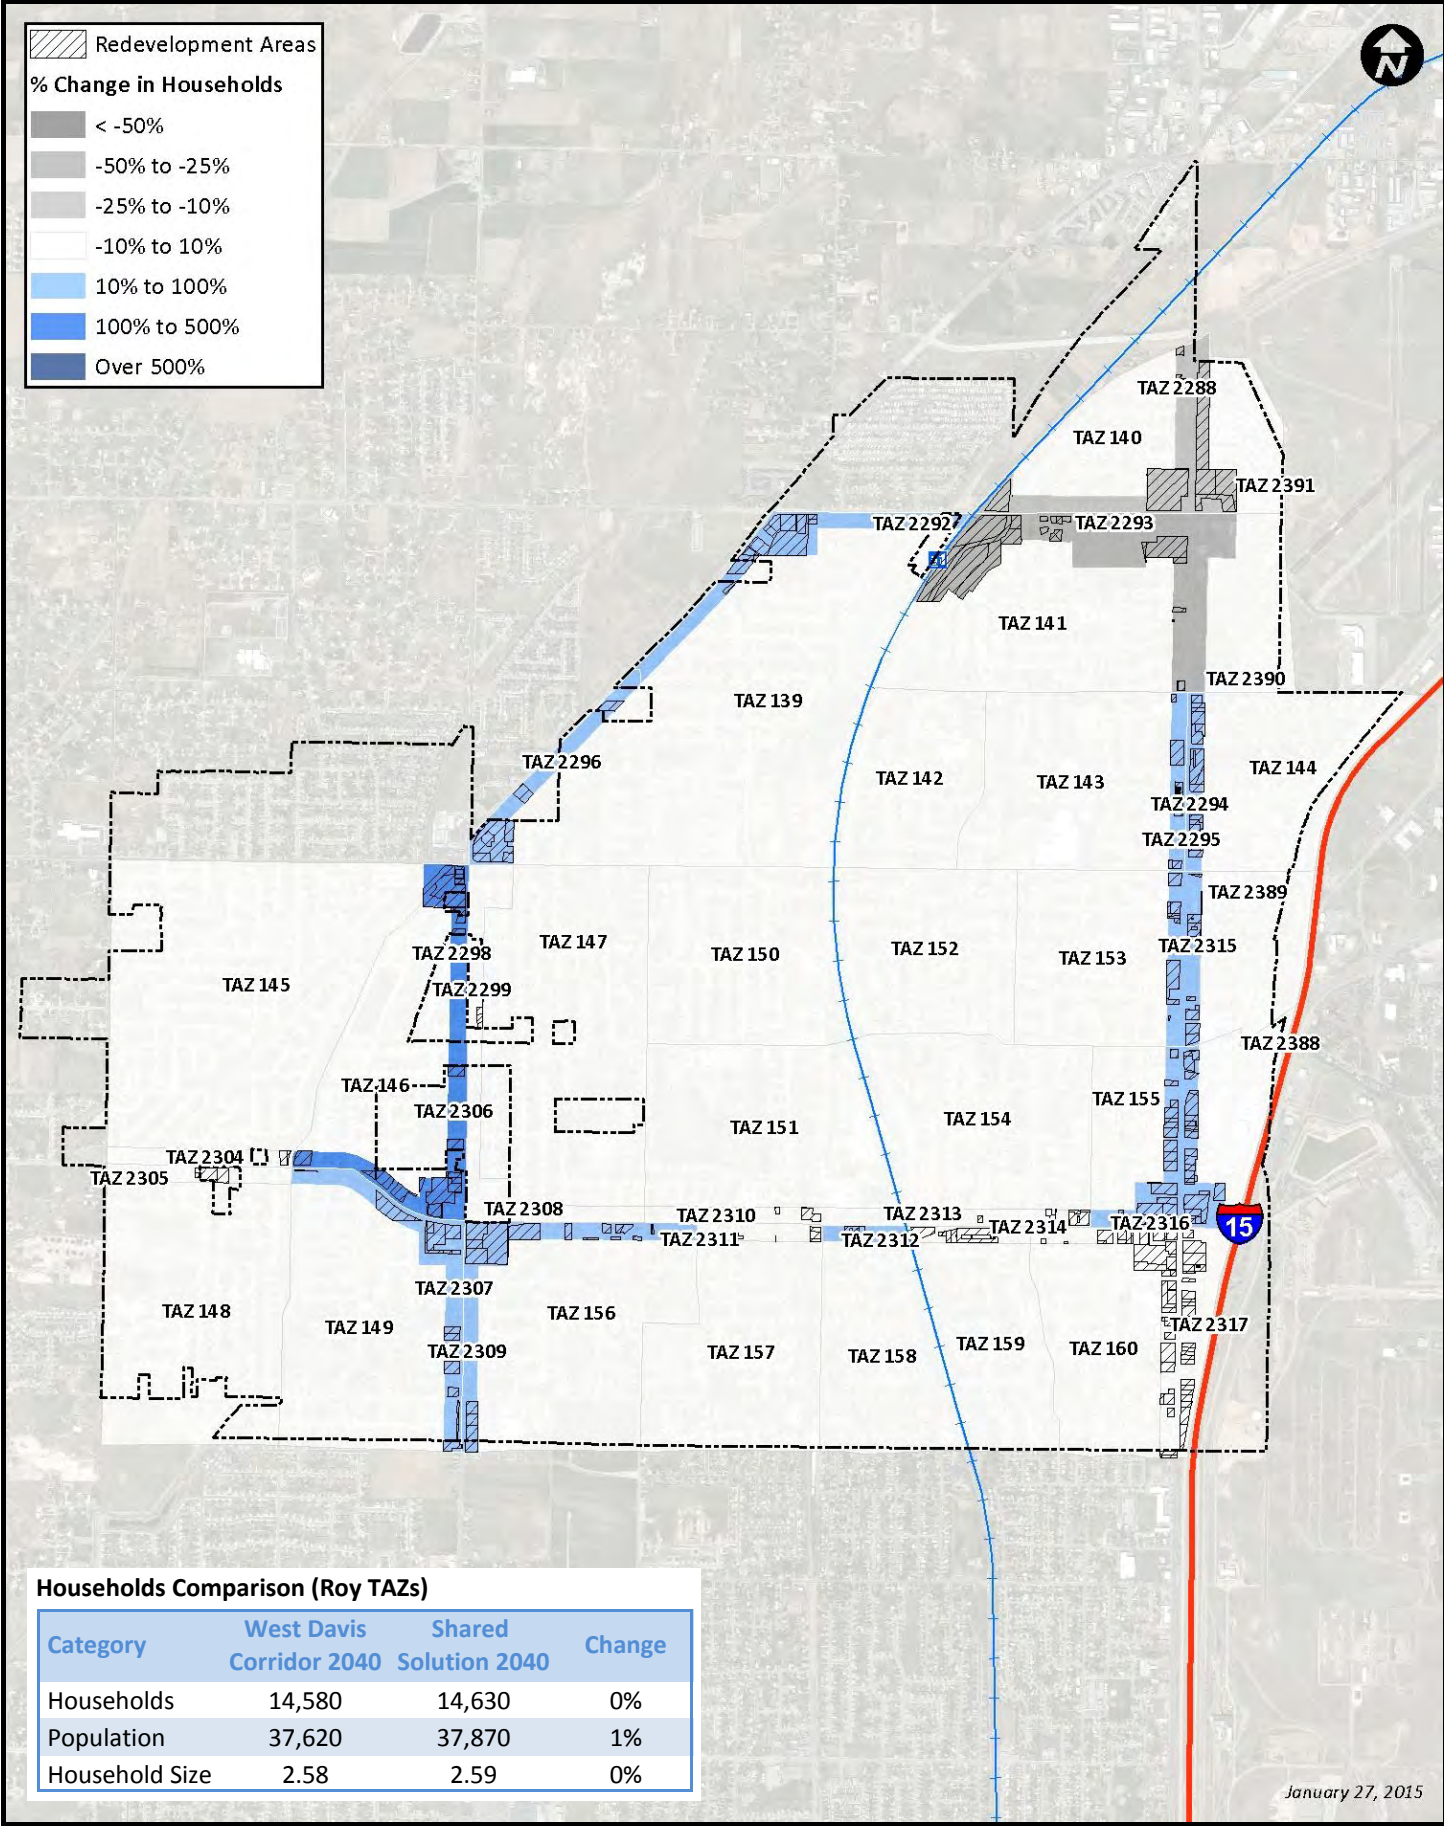 Redevelopment Areas
% Change in Households
< -50%
-50% to -25%
-25% to -10%
-10% to 10%
10% to 100%
100% to 500%
Over 500%
N
TAZ 2288
TAZ 140
TAZ 2391
TAZ 2292
TAZ 2293
TAZ 141
TAZ 2390
TAZ 139
TAZ 2296
TAZ 142
TAZ 143
TAZ 144
TAZ 2294
TAZ 2295
TAZ 2389
TAZ 147
TAZ 2298
TAZ 150
TAZ 152
TAZ 153
TAZ 2315
TAZ 145
TAZ 2299
TAZ 2388
TAZ 146
TAZ 2306
TAZ 151
TAZ 154
TAZ 155
TAZ 2304
TAZ 2305
TAZ 2308
TAZ 2310
TAZ 2313
TAZ 2311
TAZ 2312
TAZ 2314
TAZ 2316
15
TAZ 2307
TAZ 148
TAZ 149
TAZ 156
TAZ 2317
TAZ 2309
TAZ 157
TAZ 158
TAZ 159
TAZ 160
Households Comparison (Roy TAZs)
Category West Davis Corridor 2040 Shared Solution 2040 Change
Households 14,580 14,630 0%
Population 37,620 37,870 1%
Household Size 2.58 2.59 0%
January 27, 2015